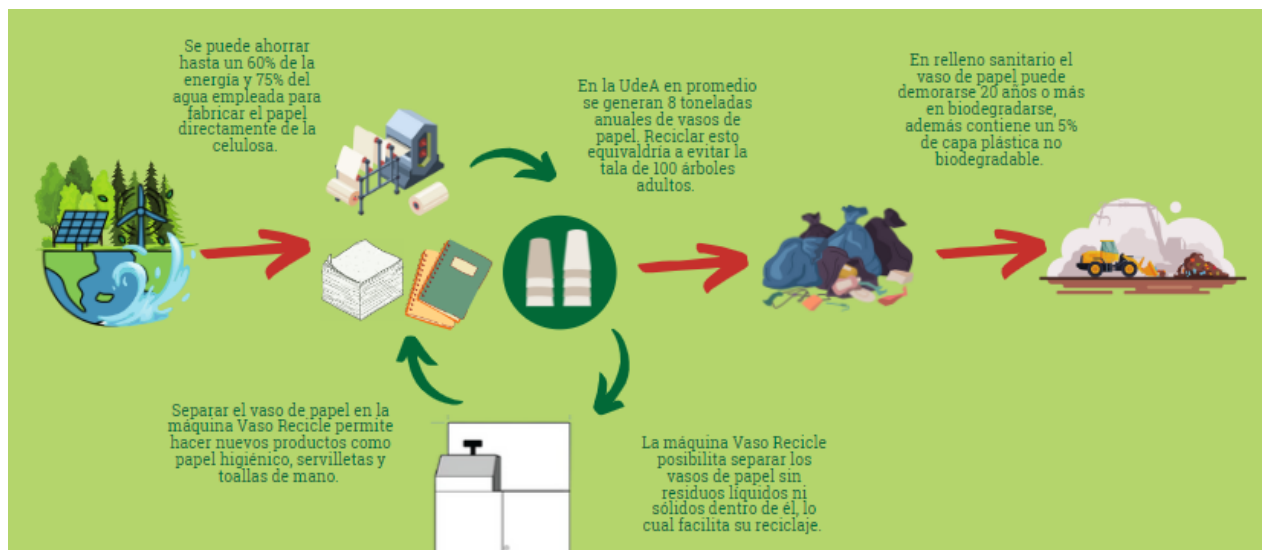 Se puede ahorrar
hasta un 60% de la
energía y 75% del
agua empleada para
fabricar el papel
directamente de la
celulosa.
En la UdeA en promedio
se generan 8 toneladas
anuales de vasos de
papel. Reciclar esto
equivaldría a evitar la
tala de 100 árboles
adultos.
En relleno sanitario el
vaso de papel puede
demorarse 20 años o más
en biodegradarse,
además contiene un 5%
de capa plástica no
biodegradable.
Separar el vaso de papel en la
máquina Vaso Recicle permite
hacer nuevos productos como
papel higiénico, servilletas y
toallas de mano.
La máquina Vaso Recicle
posibilita separar los
vasos de papel sin
residuos líquidos ni
sólidos dentro de él, lo
cual facilita su reciclaje.